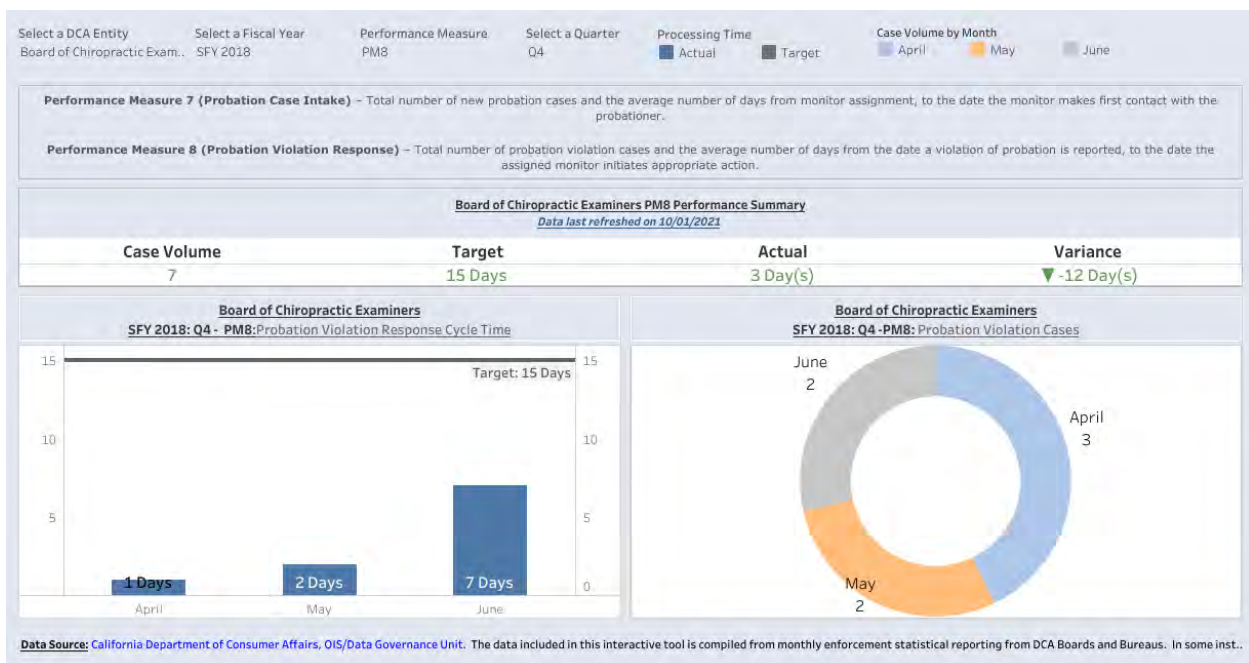 Select a DCA Entity Select a Fiscal Year Performance Measure Select a Quarter Processing Time Case Volume by Month
Board of Chiropractic Exam.. SFY 2018 PM8 Q4 Actual Target April May June
Performance Measure 7 (Probation Case Intake) – Total number of new probation cases and the average number of days from monitor assignment, to the date the monitor makes first contact with the
probationer.
Performance Measure 8 (Probation Violation Response) – Total number of probation violation cases and the average number of days from the date a violation of probation is reported, to the date the
assigned monitor initiates appropriate action.
Board of Chiropractic Examiners PM8 Performance Summary
Data last refreshed on 10/01/2021
Case Volume Target Actual Variance
7 15 Days 3 Day(s) ▼ -12 Day(s)
Board of Chiropractic Examiners
SFY 2018: Q4 - PM8:Probation Violation Response Cycle Time
15 15
Target: 15 Days
10 10
5 5
0
1 Days 2 Days 7 Days
April May June
Board of Chiropractic Examiners
SFY 2018: Q4 -PM8: Probation Violation Cases
June
2
April
3
May
2
Data Source: California Department of Consumer Affairs, OIS/Data Governance Unit. The data included in this interactive tool is compiled from monthly enforcement statistical reporting from DCA Boards and Bureaus. In some inst..